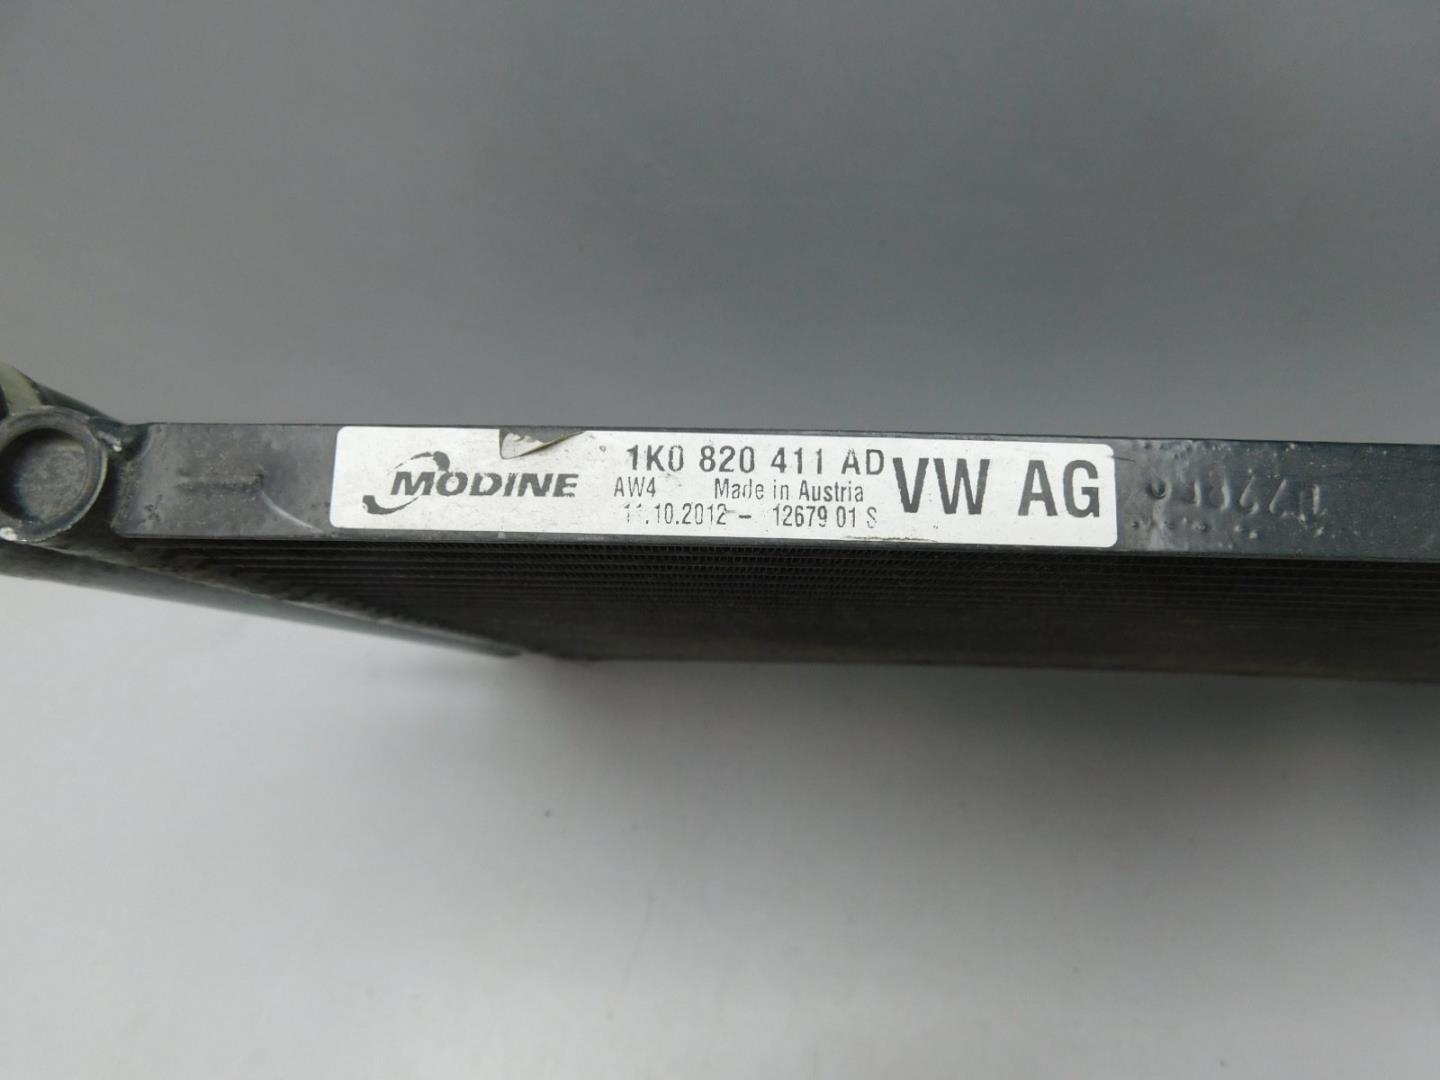 MODINE
1K0 820 411 AD
VW AG
AW4 Made in Austria
11.10.2012 - 12679 01 S